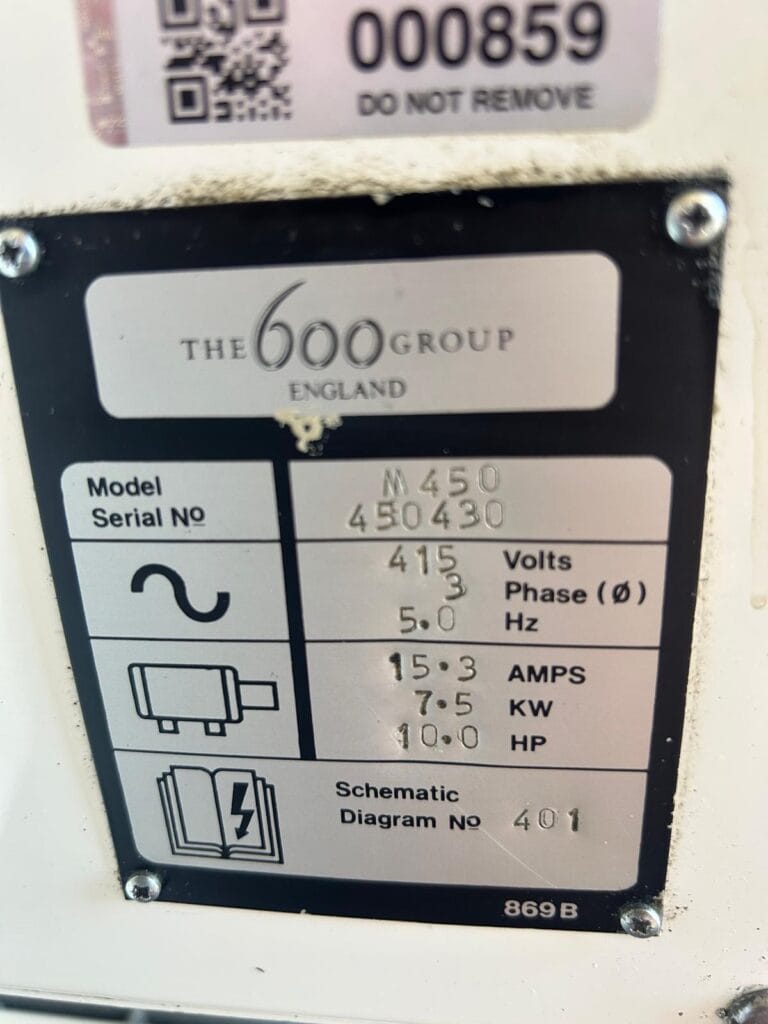 000859
DO NOT REMOVE
THE 600 GROUP
ENGLAND
Model M450
Serial Nº 450430
415 Volts
3 Phase (Ø)
5.0 Hz
15.3 AMPS
7.5 KW
10.0 HP
Schematic
Diagram Nº 401
869B